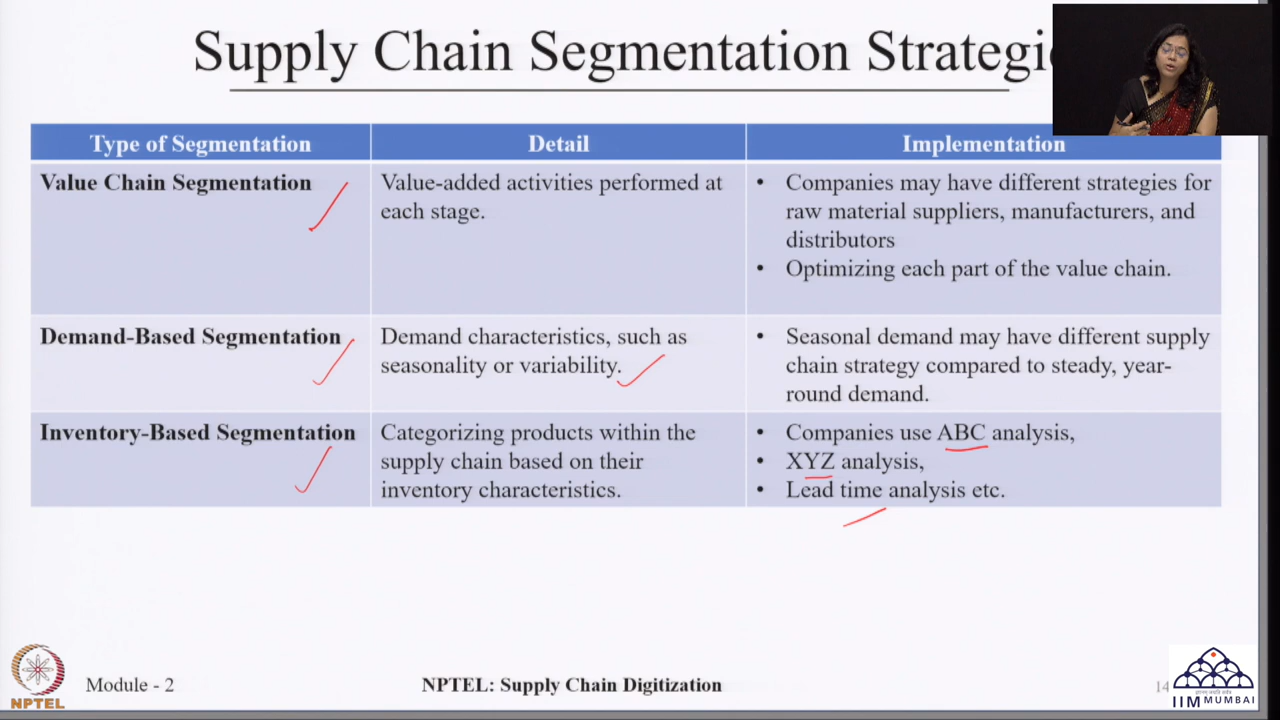 Supply Chain Segmentation Strategie
Type of Segmentation
Detail
Implementation
Value Chain Segmentation
Value-added activities performed at
each stage.
• Companies may have different strategies for
raw material suppliers, manufacturers, and
distributors
• Optimizing each part of the value chain.
Demand-Based Segmentation
Demand characteristics, such as
seasonality or variability.
• Seasonal demand may have different supply
chain strategy compared to steady, year-
round demand.
Inventory-Based Segmentation
Categorizing products within the
supply chain based on their
inventory characteristics.
• Companies use ABC analysis,
• XYZ analysis,
• Lead time analysis etc.
NPTEL
Module - 2
NPTEL: Supply Chain Digitization
14
IIM MUMBAI